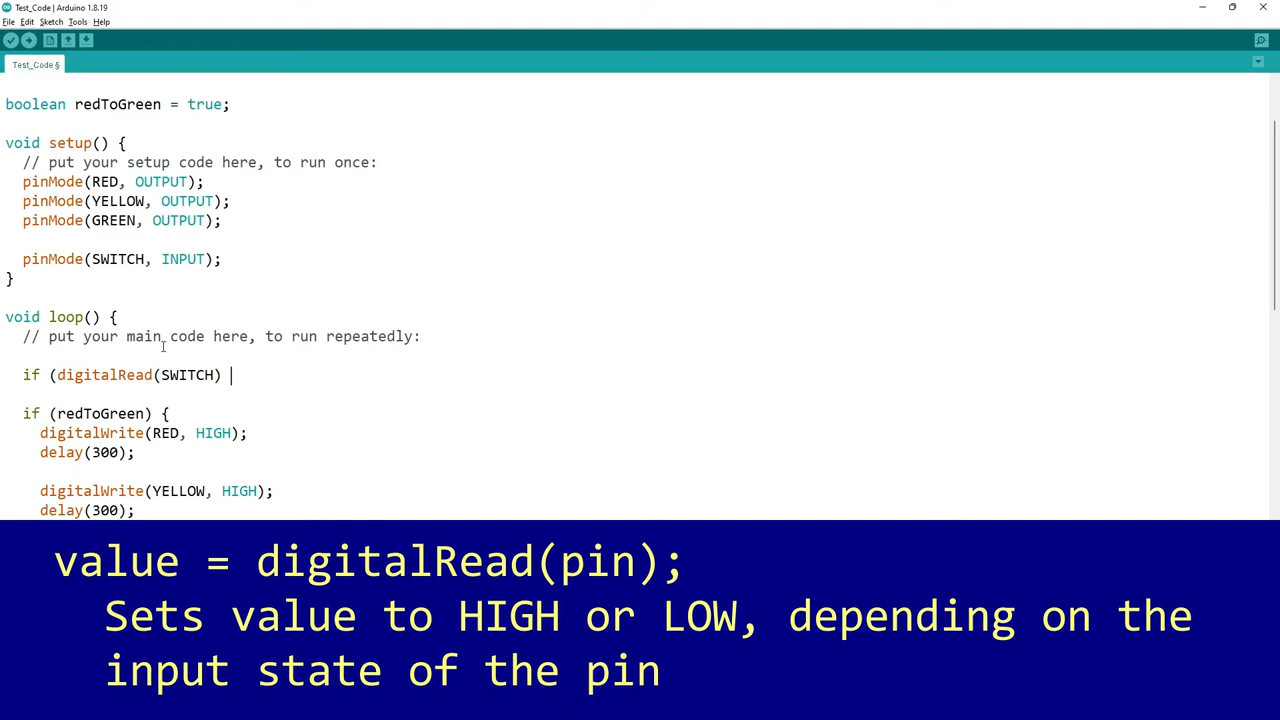 Test_Code | Arduino 1.8.19
File Edit Sketch Tools Help
Test_Code §
boolean redToGreen = true;
void setup() {
// put your setup code here, to run once:
pinMode(RED, OUTPUT);
pinMode(YELLOW, OUTPUT);
pinMode(GREEN, OUTPUT);
pinMode(SWITCH, INPUT);
}
void loop() {
// put your main code here, to run repeatedly:
if (digitalRead(SWITCH)
if (redToGreen) {
digitalWrite(RED, HIGH);
delay(300);
digitalWrite(YELLOW, HIGH);
delay(300);
value = digitalRead(pin);
Sets value to HIGH or LOW, depending on the
input state of the pin